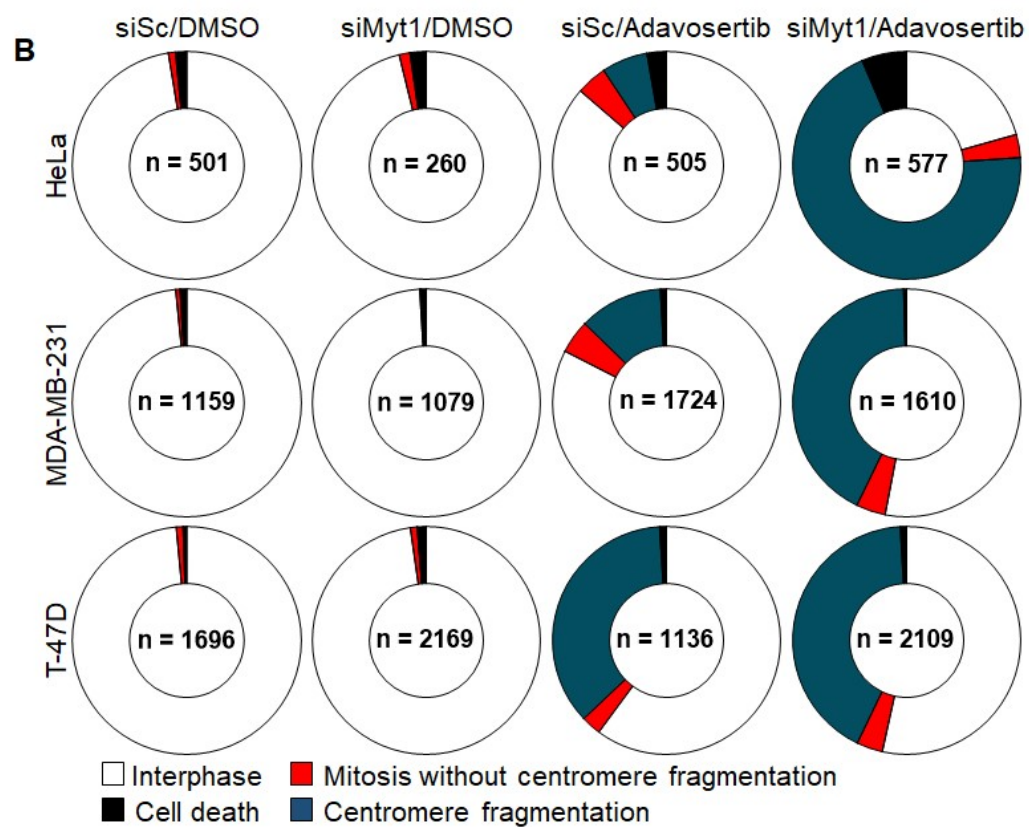 B
siSc/DMSO siMyt1/DMSO siSc/Adavosertib siMyt1/Adavosertib
HeLa
n = 501 n = 260 n = 505 n = 577
MDA-MB-231
n = 1159 n = 1079 n = 1724 n = 1610
T-47D
n = 1696 n = 2169 n = 1136 n = 2109
Interphase Mitosis without centromere fragmentation
Cell death Centromere fragmentation